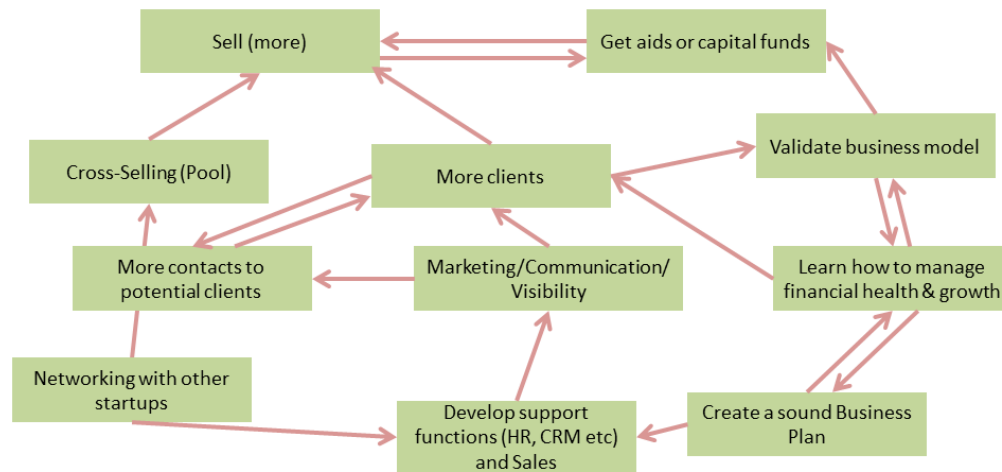 Sell (more)
Get aids or capital funds
Validate business model
Cross-Selling (Pool)
More clients
More contacts to
potential clients
Marketing/Communication/
Visibility
Learn how to manage
financial health & growth
Networking with other
startups
Develop support
functions (HR, CRM etc)
and Sales
Create a sound Business
Plan